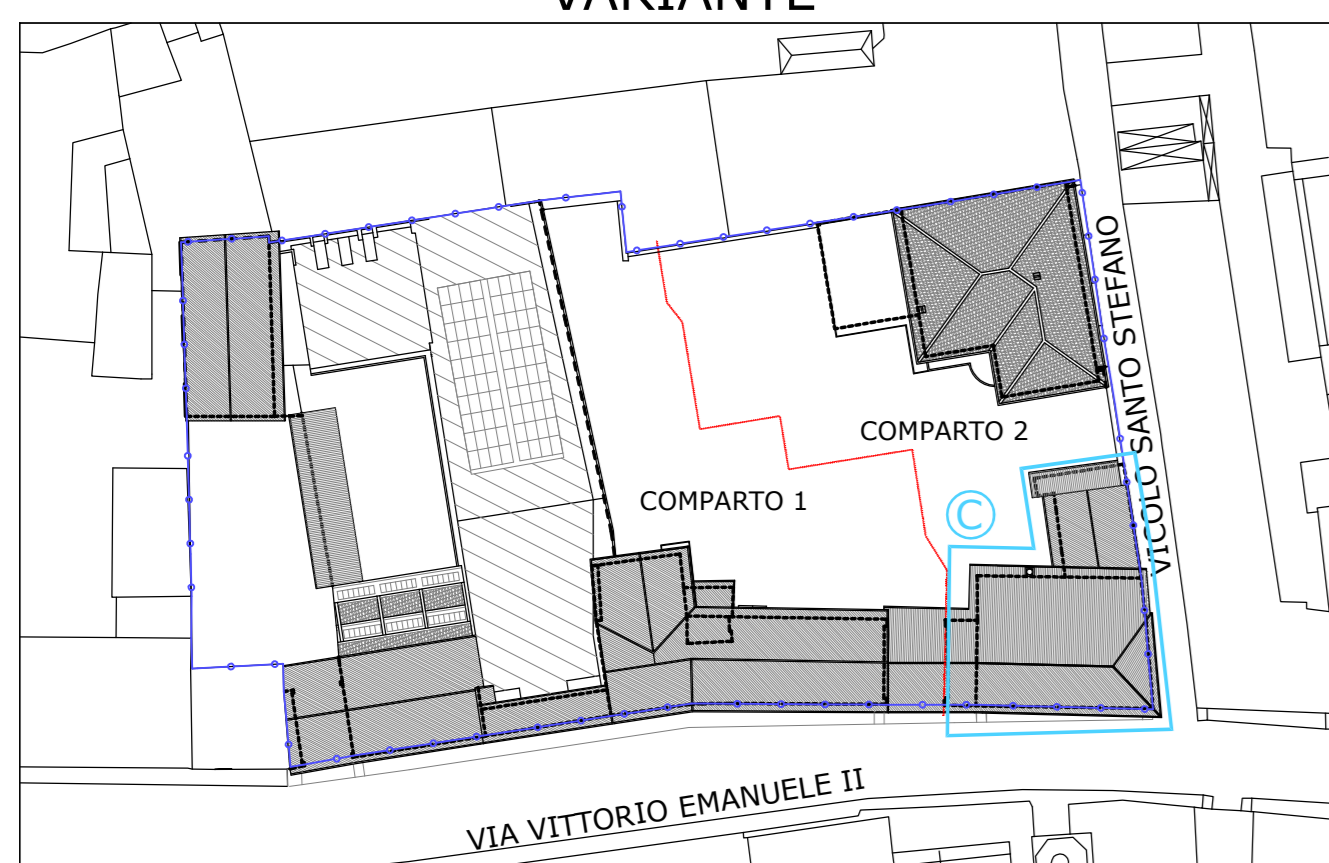 VARIANTE
VICOLO SANTO STEFANO
COMPARTO 2
COMPARTO 1
C
VIA VITTORIO EMANUELE II